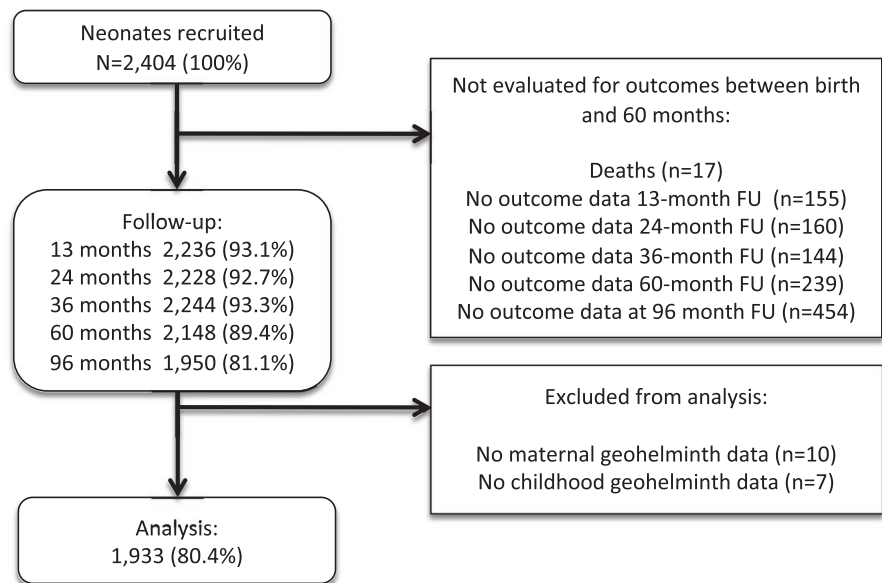 Neonates recruited
N=2,404 (100%)
Not evaluated for outcomes between birth
and 60 months:
Deaths (n=17)
No outcome data 13-month FU (n=155)
No outcome data 24-month FU (n=160)
No outcome data 36-month FU (n=144)
No outcome data 60-month FU (n=239)
No outcome data at 96 month FU (n=454)
Follow-up:
13 months 2,236 (93.1%)
24 months 2,228 (92.7%)
36 months 2,244 (93.3%)
60 months 2,148 (89.4%)
96 months 1,950 (81.1%)
Excluded from analysis:
No maternal geohelminth data (n=10)
No childhood geohelminth data (n=7)
Analysis:
1,933 (80.4%)